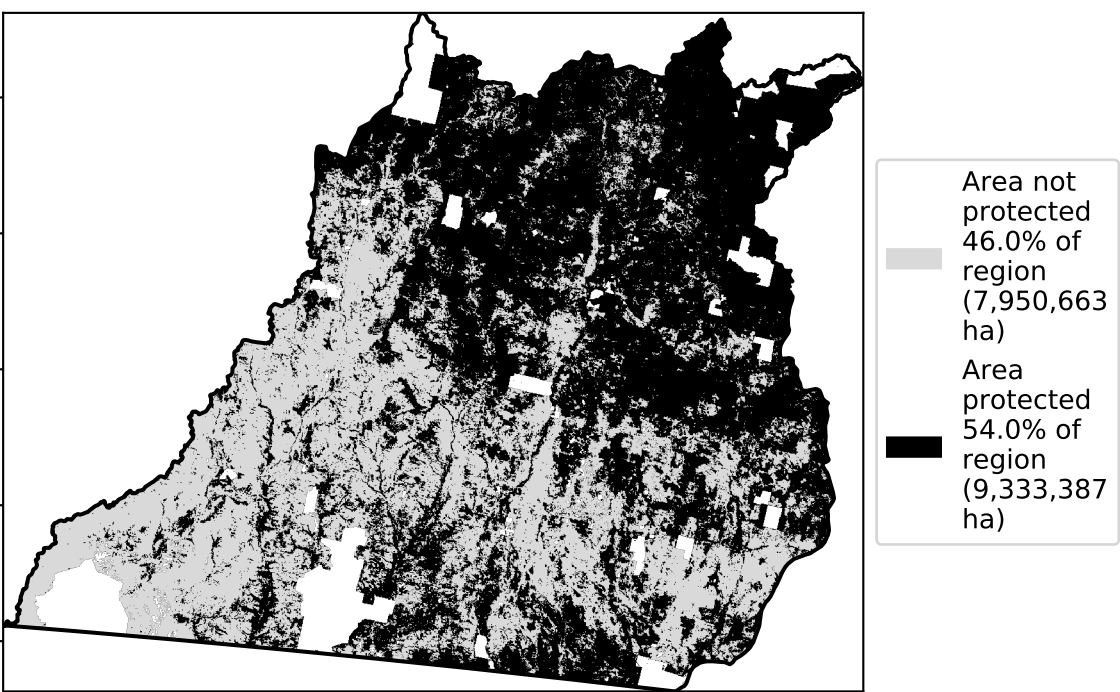 Area not
protected
46.0% of
region
(7,950,663
ha)
Area
protected
54.0% of
region
(9,333,387
ha)